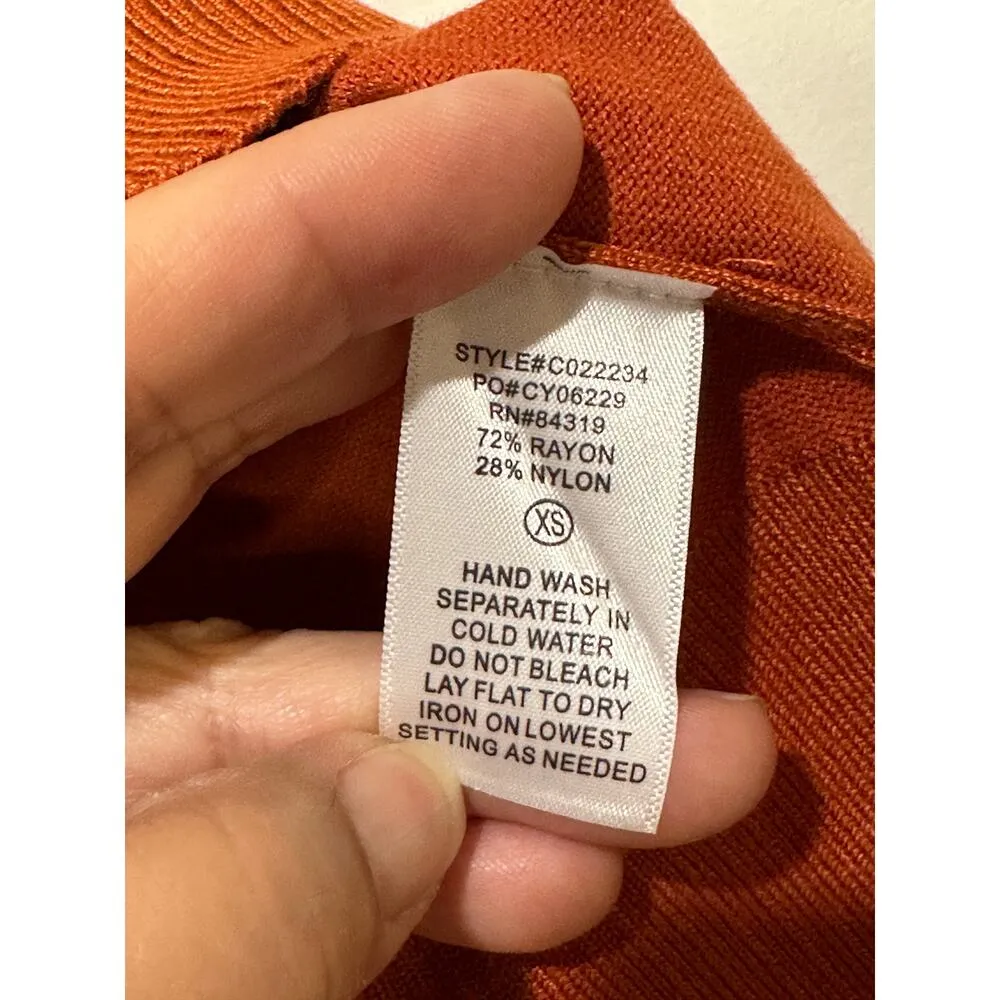 STYLE#C022234
PO#CY06229
RN#84319
72% RAYON
28% NYLON
XS
HAND WASH
SEPARATELY IN
COLD WATER
DO NOT BLEACH
LAY FLAT TO DRY
IRON ON LOWEST
SETTING AS NEEDED